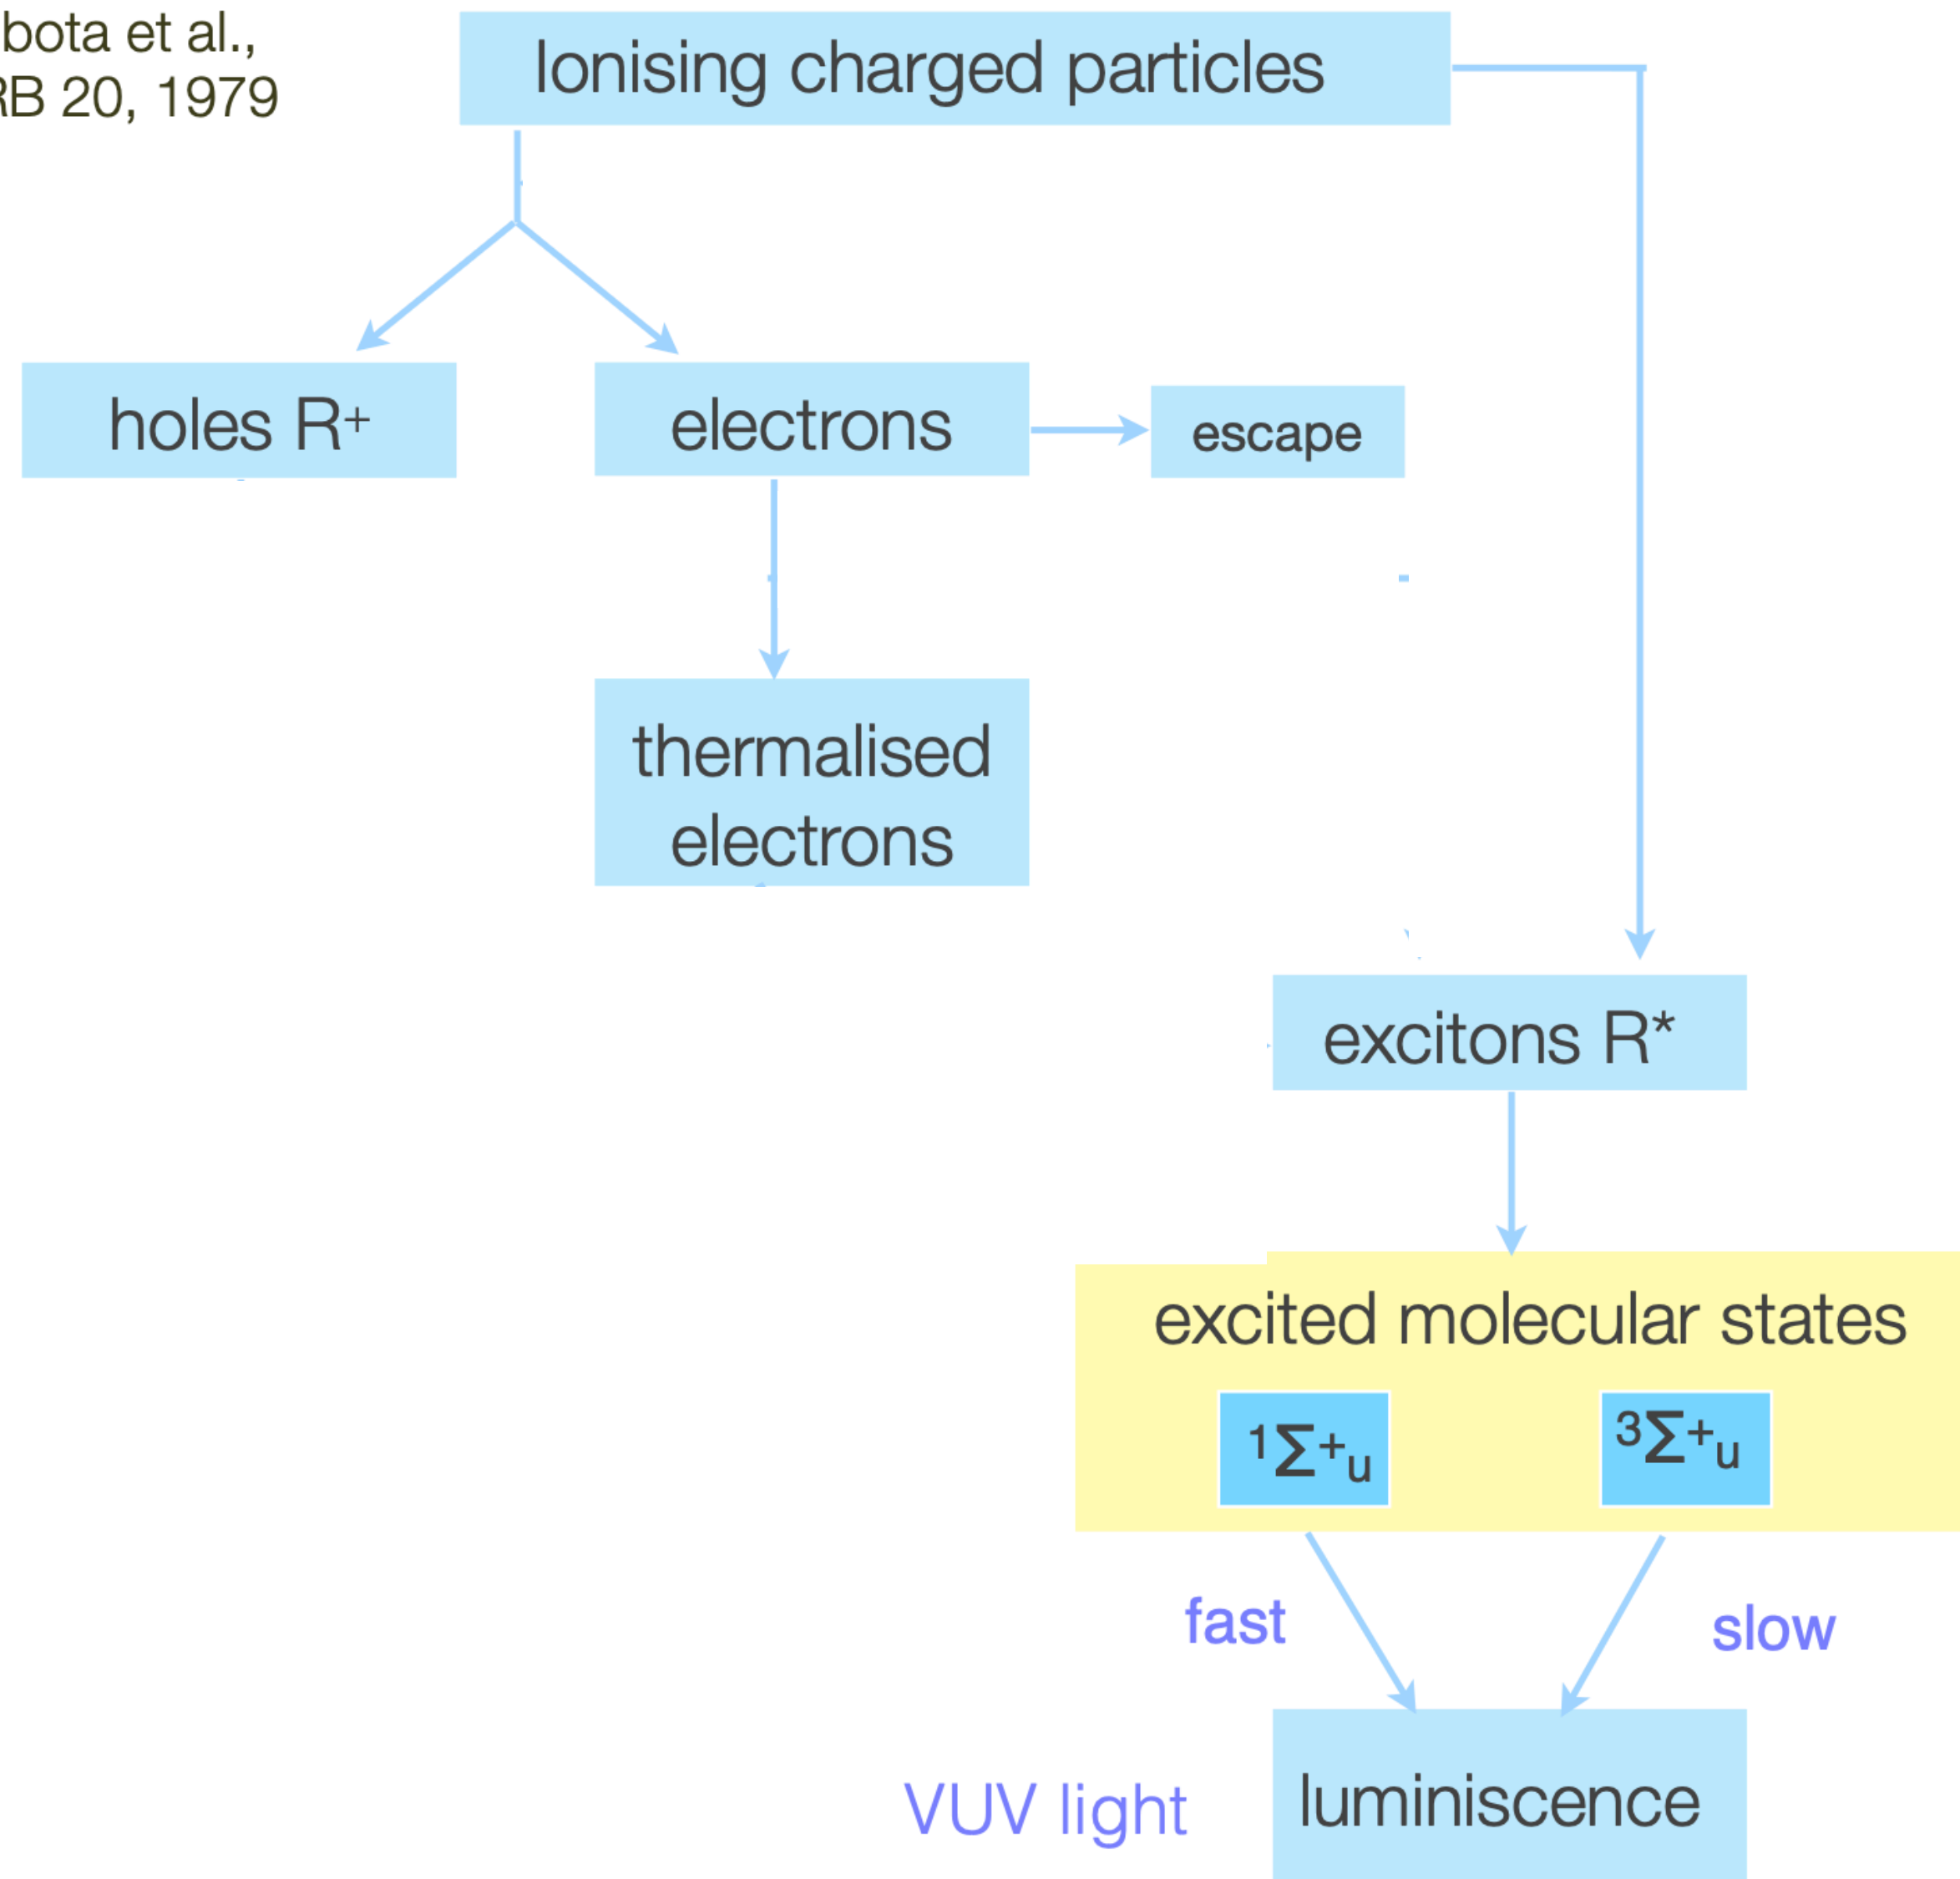 bota et al.,
RB 20, 1979
Ionising charged particles
holes R⁺
electrons
escape
thermalised
electrons
excitons R*
excited molecular states
¹Σ⁺ᵤ
³Σ⁺ᵤ
fast
slow
VUV light
luminiscence